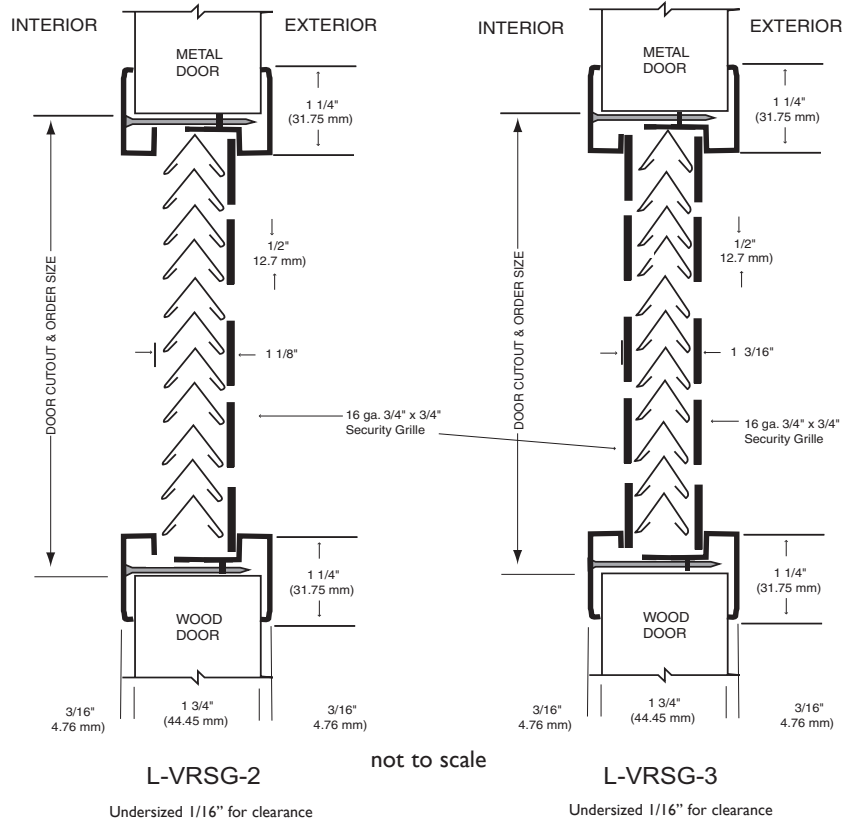 INTERIOR
EXTERIOR
METAL
DOOR
1 1/4"
(31.75 mm)
DOOR CUTOUT & ORDER SIZE
1/2"
12.7 mm)
1 1/8"
16 ga. 3/4" x 3/4"
Security Grille
1 1/4"
(31.75 mm)
WOOD
DOOR
3/16"
4.76 mm)
1 3/4"
(44.45 mm)
3/16"
4.76 mm)
L-VRSG-2
Undersized 1/16” for clearance
not to scale
INTERIOR
EXTERIOR
METAL
DOOR
1 1/4"
(31.75 mm)
DOOR CUTOUT & ORDER SIZE
1/2"
12.7 mm)
1 3/16"
16 ga. 3/4" x 3/4"
Security Grille
1 1/4"
(31.75 mm)
WOOD
DOOR
3/16"
4.76 mm)
1 3/4"
(44.45 mm)
3/16"
4.76 mm)
L-VRSG-3
Undersized 1/16” for clearance